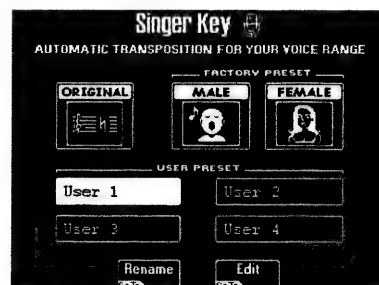 Singer Key
AUTOMATIC TRANSPOSITION FOR YOUR VOICE RANGE
FACTORY PRESET
ORIGINAL MALE FEMALE
USER PRESET
User 1 User 2
User 3 User 4
Rename Edit